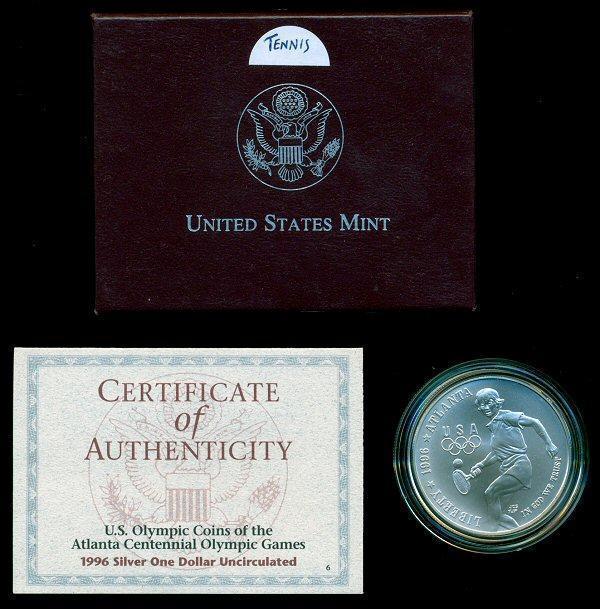 TENNIS
UNITED STATES MINT
CERTIFICATE
of
AUTHENTICITY
U.S. Olympic Coins of the
Atlanta Centennial Olympic Games
1996 Silver One Dollar Uncirculated
6
LIBERTY * 1996 * ATLANTA
USA
IN GOD WE TRUST